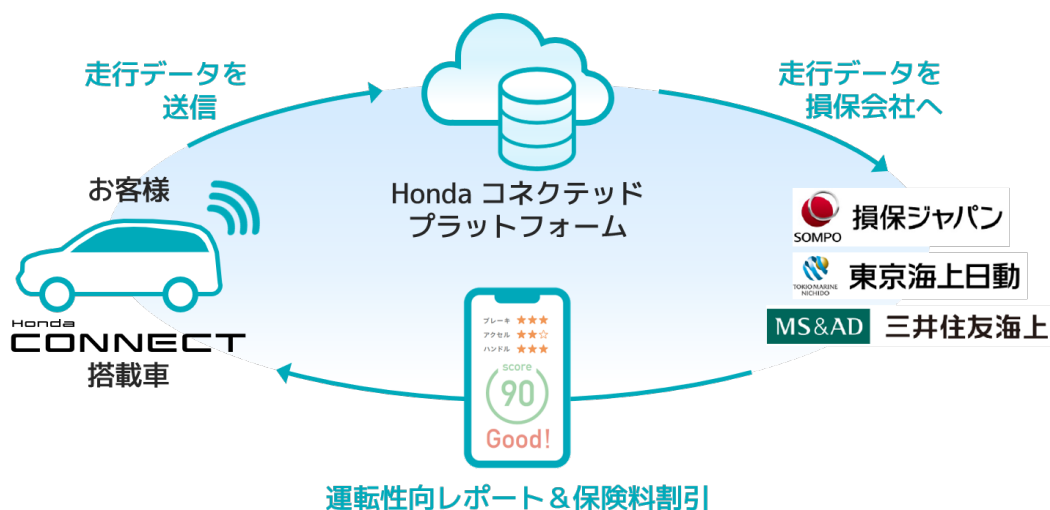 走行データを
送信
走行データを
損保会社へ
お客様
Honda コネクテッド
プラットフォーム
SOMPO
損保ジャパン
TOKIO MARINE
NICHIDO
東京海上日動
MS&AD 三井住友海上
Honda
CONNECT
搭載車
ブレーキ ★★★
アクセル ★★☆
ハンドル ★★★
score
90
Good!
運転性向レポート＆保険料割引